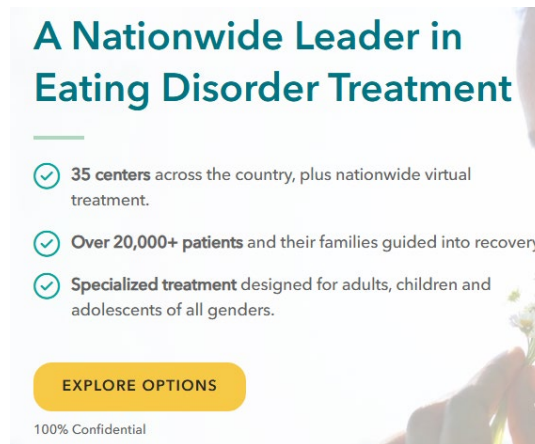 A Nationwide Leader in
Eating Disorder Treatment
35 centers across the country, plus nationwide virtual
treatment.
Over 20,000+ patients and their families guided into recovery
Specialized treatment designed for adults, children and
adolescents of all genders.
EXPLORE OPTIONS
100% Confidential